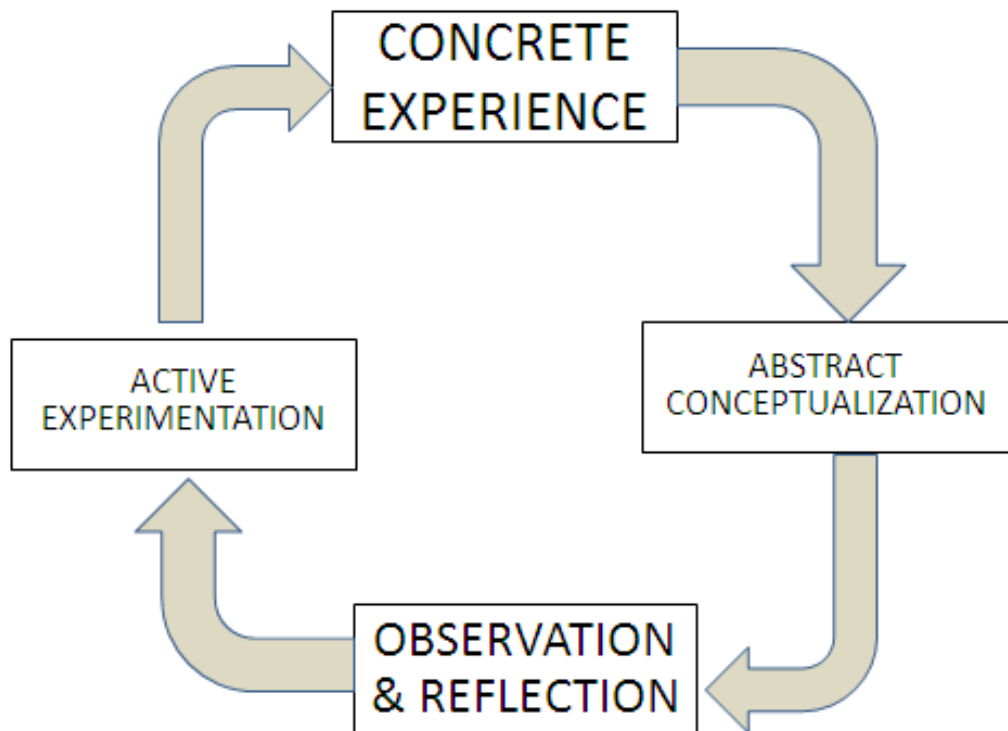 CONCRETE
EXPERIENCE
ABSTRACT
CONCEPTUALIZATION
OBSERVATION
& REFLECTION
ACTIVE
EXPERIMENTATION